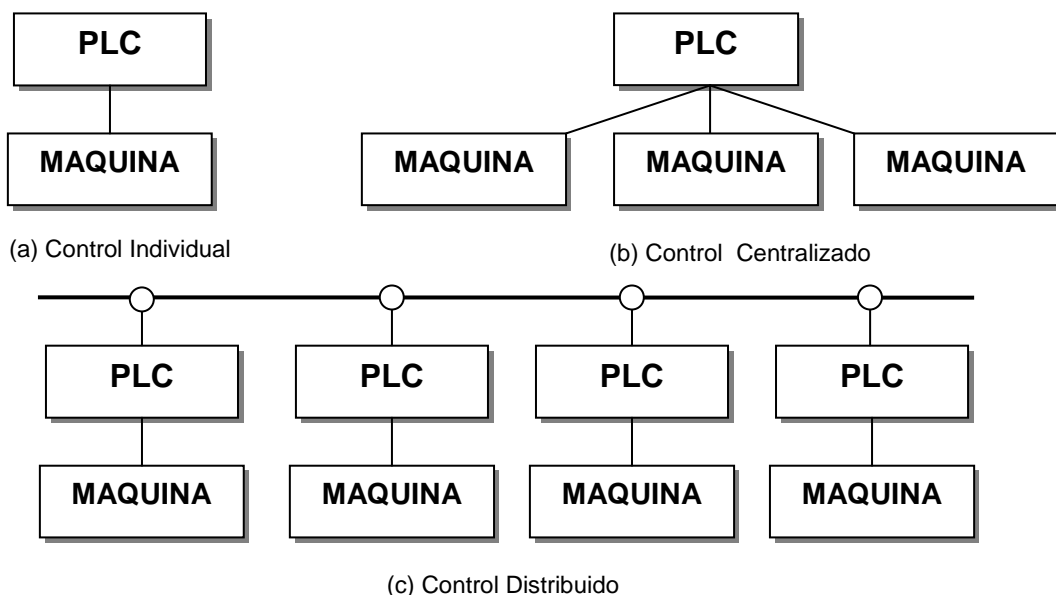 PLC
MAQUINA
(a) Control Individual
PLC
MAQUINA MAQUINA MAQUINA
(b) Control Centralizado
PLC PLC PLC PLC
MAQUINA MAQUINA MAQUINA MAQUINA
(c) Control Distribuido